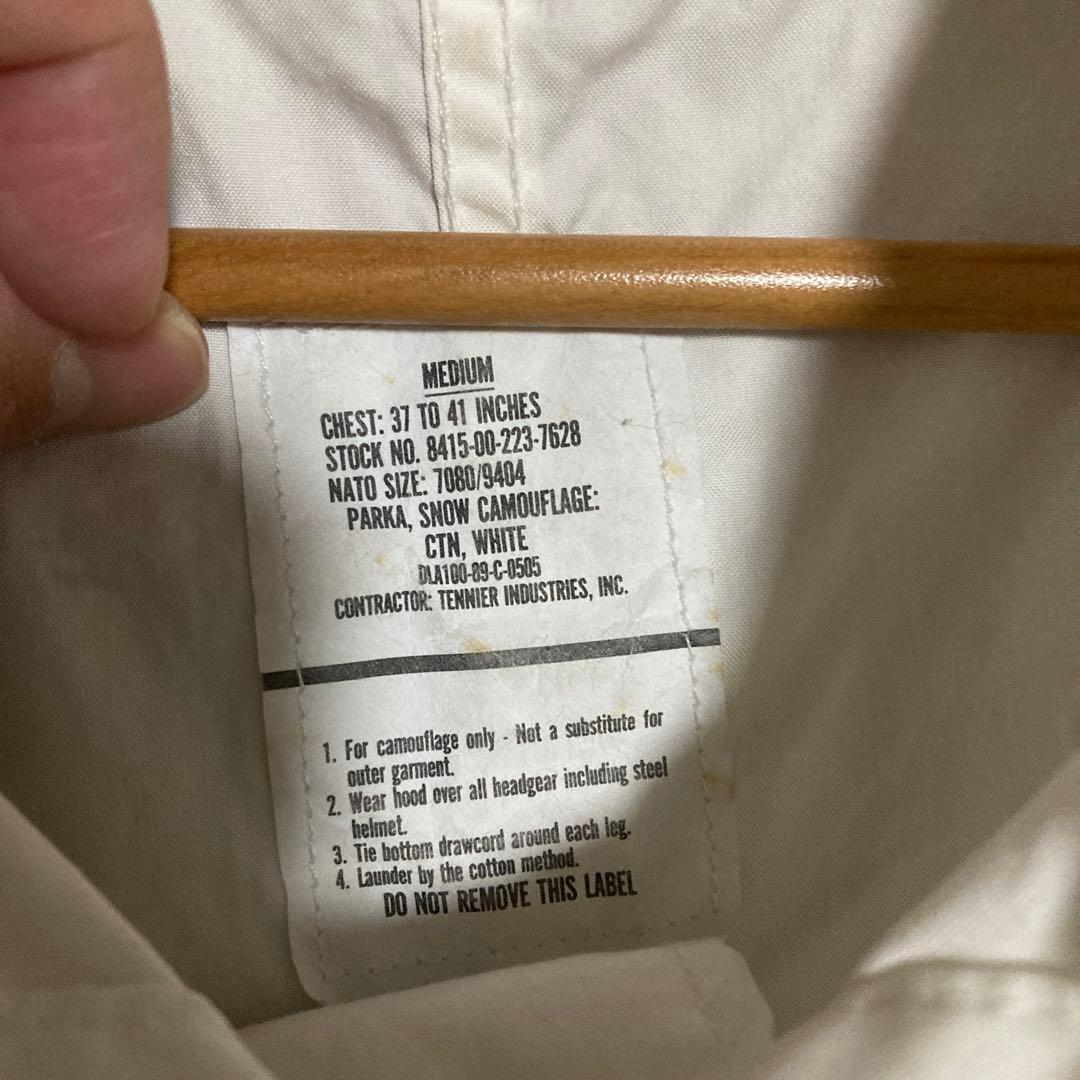 MEDIUM
CHEST: 37 TO 41 INCHES
STOCK NO. 8415-00-223-7628
NATO SIZE: 7080/9404
PARKA, SNOW CAMOUFLAGE:
CTN, WHITE
DLA100-89-C-0505
CONTRACTOR: TENNIER INDUSTRIES, INC.
1. For camouflage only - Not a substitute for
outer garment.
2. Wear hood over all headgear including steel
helmet.
3. Tie bottom drawcord around each leg.
4. Launder by the cotton method.
DO NOT REMOVE THIS LABEL